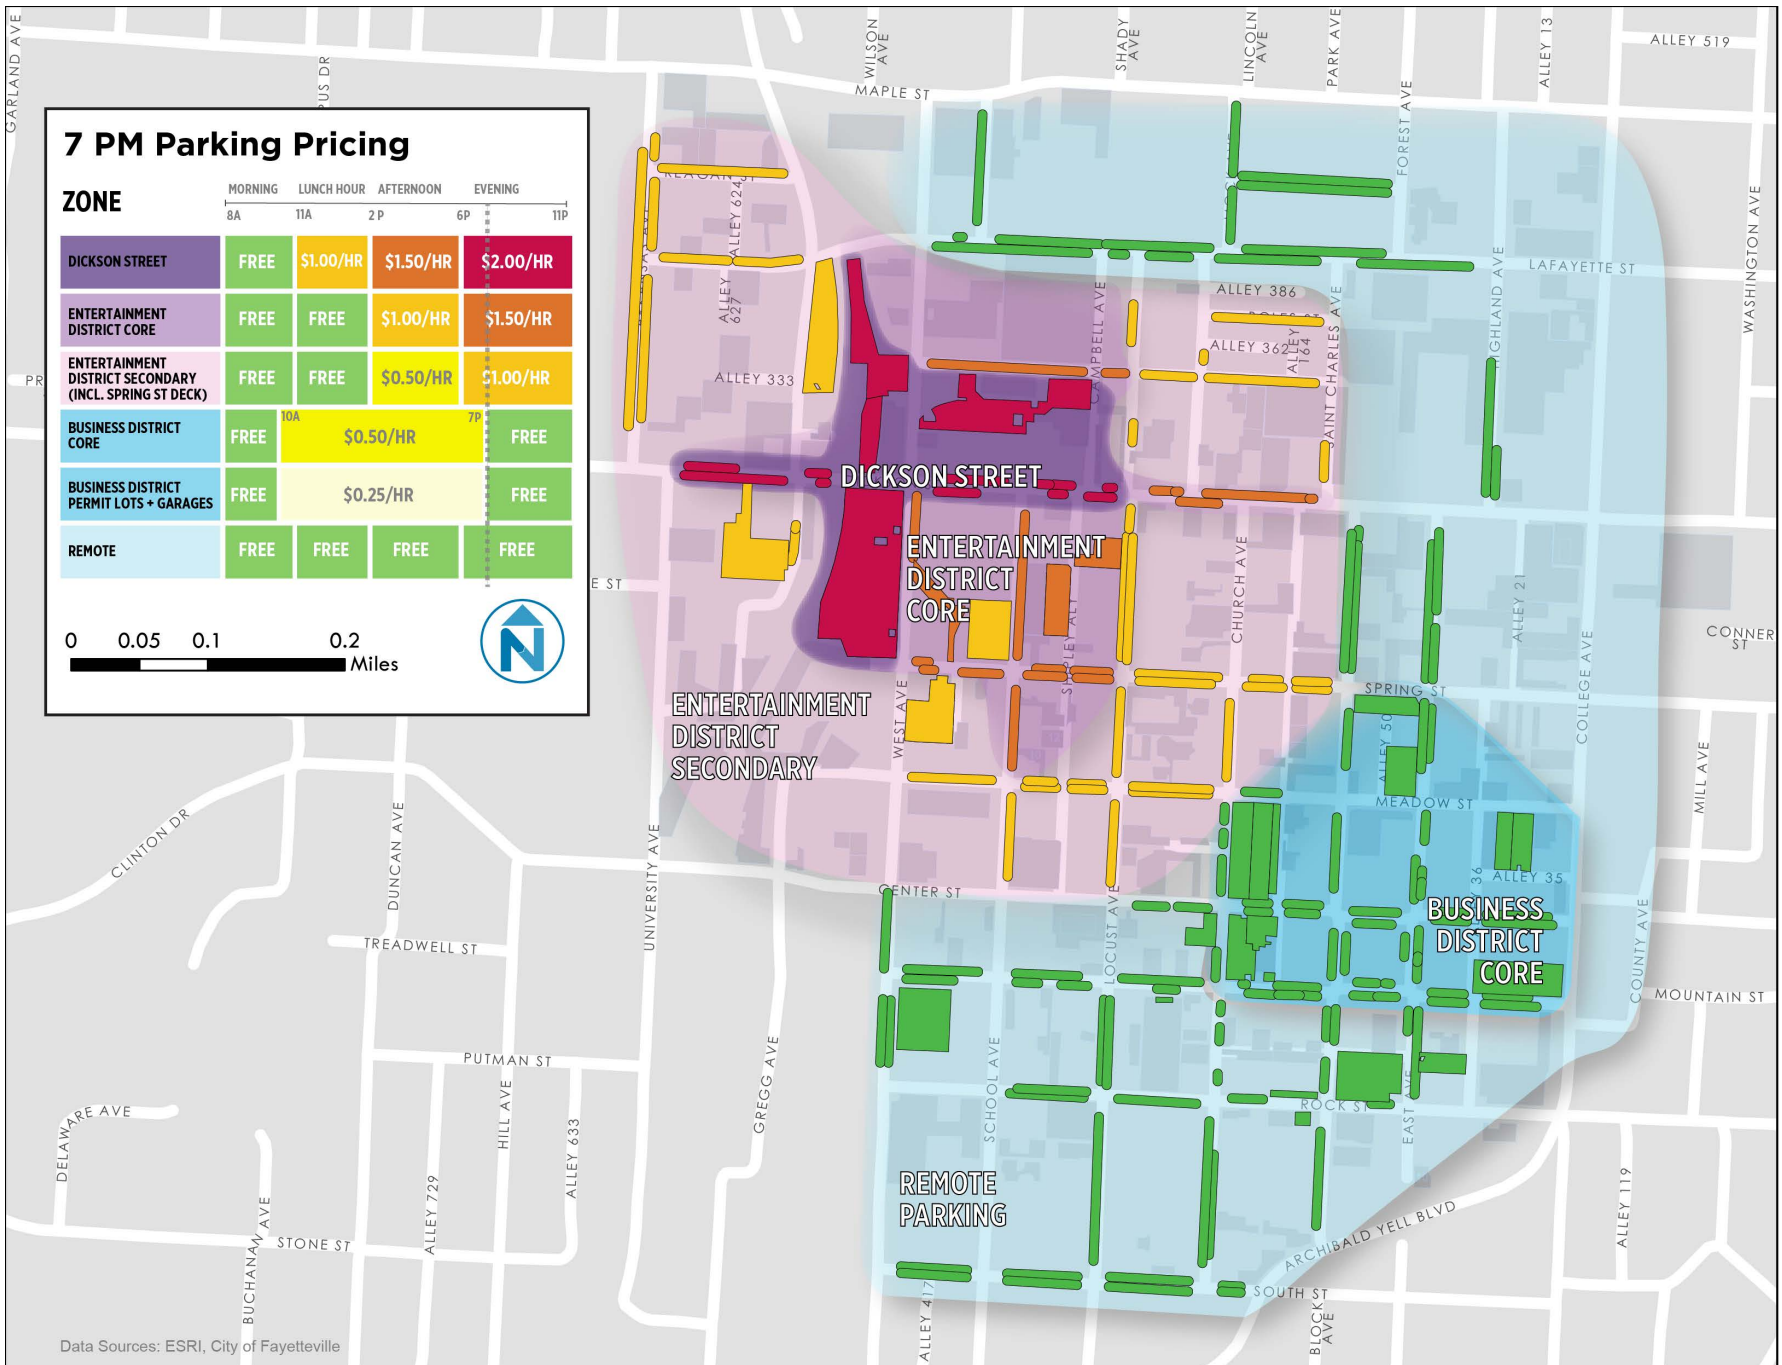 7 PM Parking Pricing
ZONE
MORNING LUNCH HOUR AFTERNOON EVENING
8A 11A 2 P 6P 11P
DICKSON STREET FREE $1.00/HR $1.50/HR $2.00/HR
ENTERTAINMENT
DISTRICT CORE
FREE FREE $1.00/HR $1.50/HR
ENTERTAINMENT
DISTRICT SECONDARY
(INCL. SPRING ST DECK)
FREE FREE $0.50/HR $1.00/HR
BUSINESS DISTRICT
CORE
FREE 10A $0.50/HR 7P FREE
BUSINESS DISTRICT
PERMIT LOTS + GARAGES
FREE $0.25/HR FREE
REMOTE FREE FREE FREE FREE
0 0.05 0.1 0.2
Miles
N
GARLAND AVE
PUS DR
WILSON
AVE
SHADY
AVE
LINCOLN
AVE
PARK AVE
ALLEY 13
ALLEY 519
MAPLE ST
FOREST AVE
WASHINGTON AVE
ALLEY 624
ALLEY
627
LAFAYETTE ST
HIGHLAND AVE
ALLEY 386
ALLEY 362
ALLEY
164
SAINT CHARLES AVE
CAMPBELL AVE
ALLEY 333
PR
DICKSON STREET
ENTERTAINMENT
DISTRICT
CORE
E ST
CHURCH AVE
SHIPLEY ALY
ALLEY 21
CONNER
ST
COLLEGE AVE
WEST AVE
ENTERTAINMENT
DISTRICT
SECONDARY
SPRING ST
ALLEY 50
MEADOW ST
MILL AVE
CLINTON DR
DUNCAN AVE
UNIVERSITY AVE
CENTER ST
ALLEY 35
36
BUSINESS
DISTRICT
CORE
TREADWELL ST
LOCUST AVE
COUNTY AVE
MOUNTAIN ST
PUTMAN ST
HILL AVE
GREGG AVE
SCHOOL AVE
ROCK ST
EAST AVE
DELAWARE AVE
ALLEY 633
ALLEY 729
REMOTE
PARKING
ALLEY 119
ARCHIBALD YELL BLVD
STONE ST
BUCHANAN AVE
SOUTH ST
ALLEY 417
BLOCK
AVE
Data Sources: ESRI, City of Fayetteville